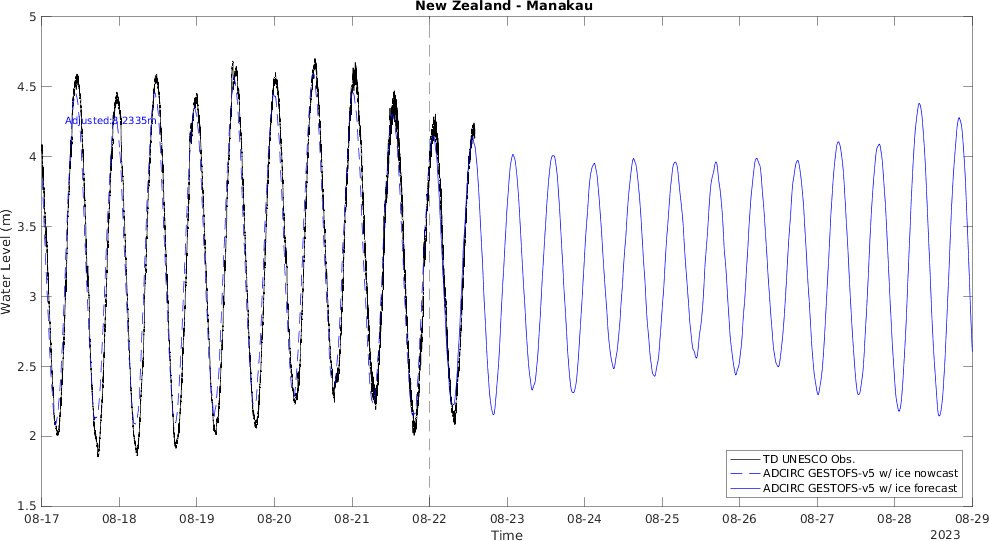 New Zealand - Manakau
5
4.5
4
3.5
3
2.5
2
1.5
Water Level (m)
Adjusted:3.2335m
TD UNESCO Obs.
ADCIRC GESTOFS-v5 w/ ice nowcast
ADCIRC GESTOFS-v5 w/ ice forecast
08-17 08-18 08-19 08-20 08-21 08-22 08-23 08-24 08-25 08-26 08-27 08-28 08-29
Time
2023